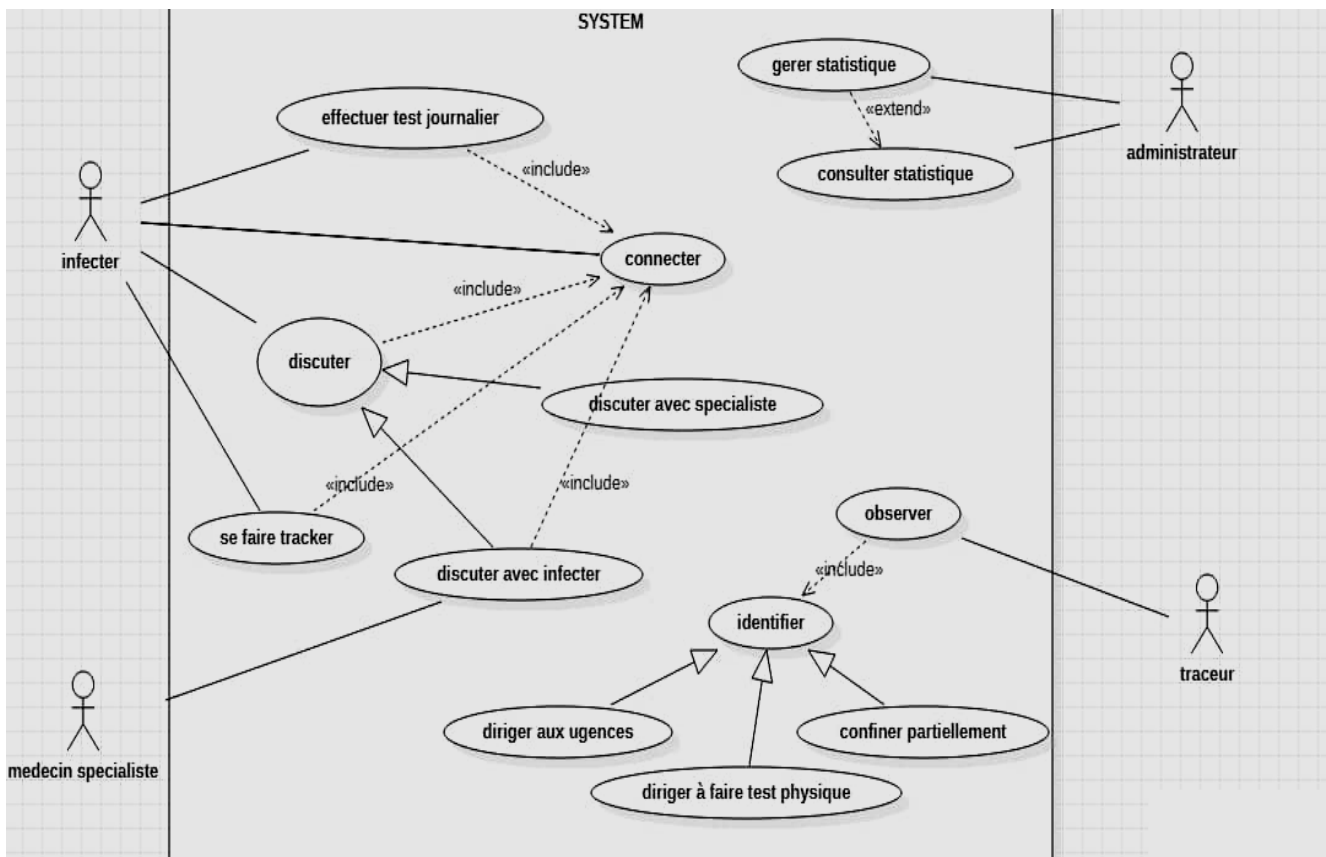 SYSTEM
gerer statistique
«extend»
effectuer test journalier
administrateur
«include»
consulter statistique
connecter
infecter
«include»
discuter
discuter avec specialiste
«include»
«include»
observer
se faire tracker
discuter avec infecter
«include»
identifier
traceur
diriger aux ugences
confiner partiellement
medecin specialiste
diriger à faire test physique